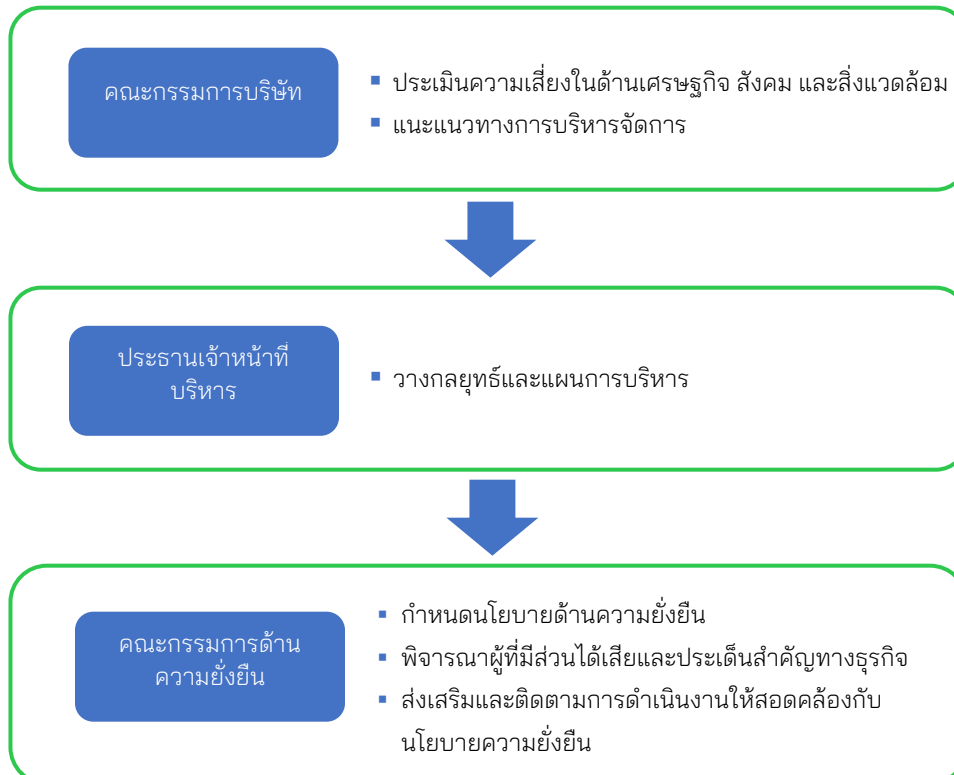 คณะกรรมการบริษัท
▪ ประเมินความเสี่ยงในด้านเศรษฐกิจ สังคม และสิ่งแวดล้อม
▪ แนะแนวทางการบริหารจัดการ
ประธานเจ้าหน้าที่
บริหาร
▪ วางกลยุทธ์และแผนการบริหาร
คณะกรรมการด้าน
ความยั่งยืน
▪ กำหนดนโยบายด้านความยั่งยืน
▪ พิจารณาผู้ที่มีส่วนได้เสียและประเด็นสำคัญทางธุรกิจ
▪ ส่งเสริมและติดตามการดำเนินงานให้สอดคล้องกับ
นโยบายความยั่งยืน